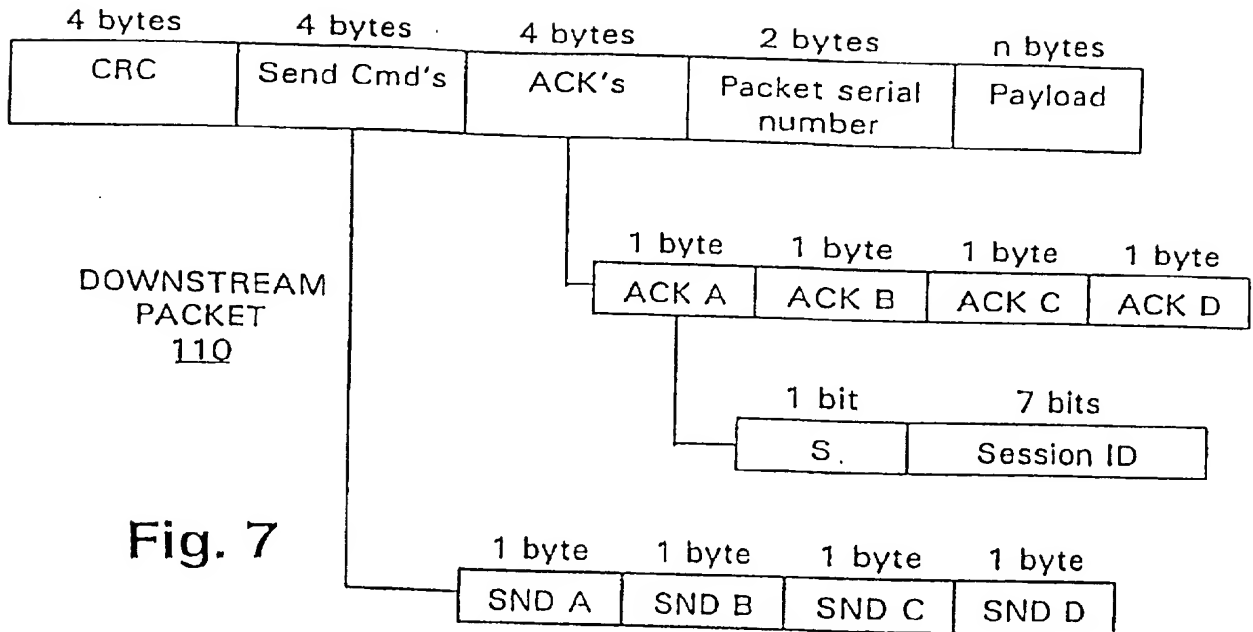 4 bytes 4 bytes 4 bytes 2 bytes n bytes
CRC Send Cmd's ACK's Packet serial number Payload
1 byte 1 byte 1 byte 1 byte
ACK A ACK B ACK C ACK D
DOWNSTREAM
PACKET
110
1 bit 7 bits
S. Session ID
Fig. 7
1 byte 1 byte 1 byte 1 byte
SND A SND B SND C SND D